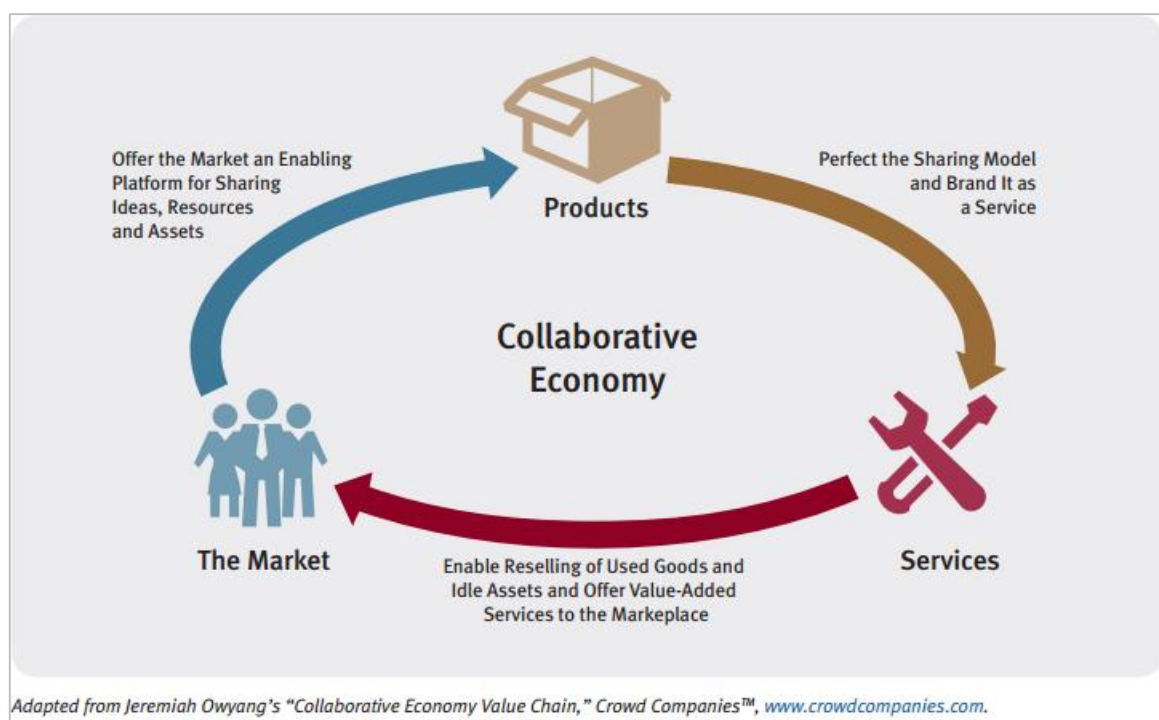 Offer the Market an Enabling
Platform for Sharing
Ideas, Resources
and Assets
Products
Perfect the Sharing Model
and Brand It as
a Service
Collaborative
Economy
The Market
Enable Reselling of Used Goods and
Idle Assets and Offer Value-Added
Services to the Markeplace
Services
Adapted from Jeremiah Owyang's “Collaborative Economy Value Chain,” Crowd Companies™, www.crowdcompanies.com.